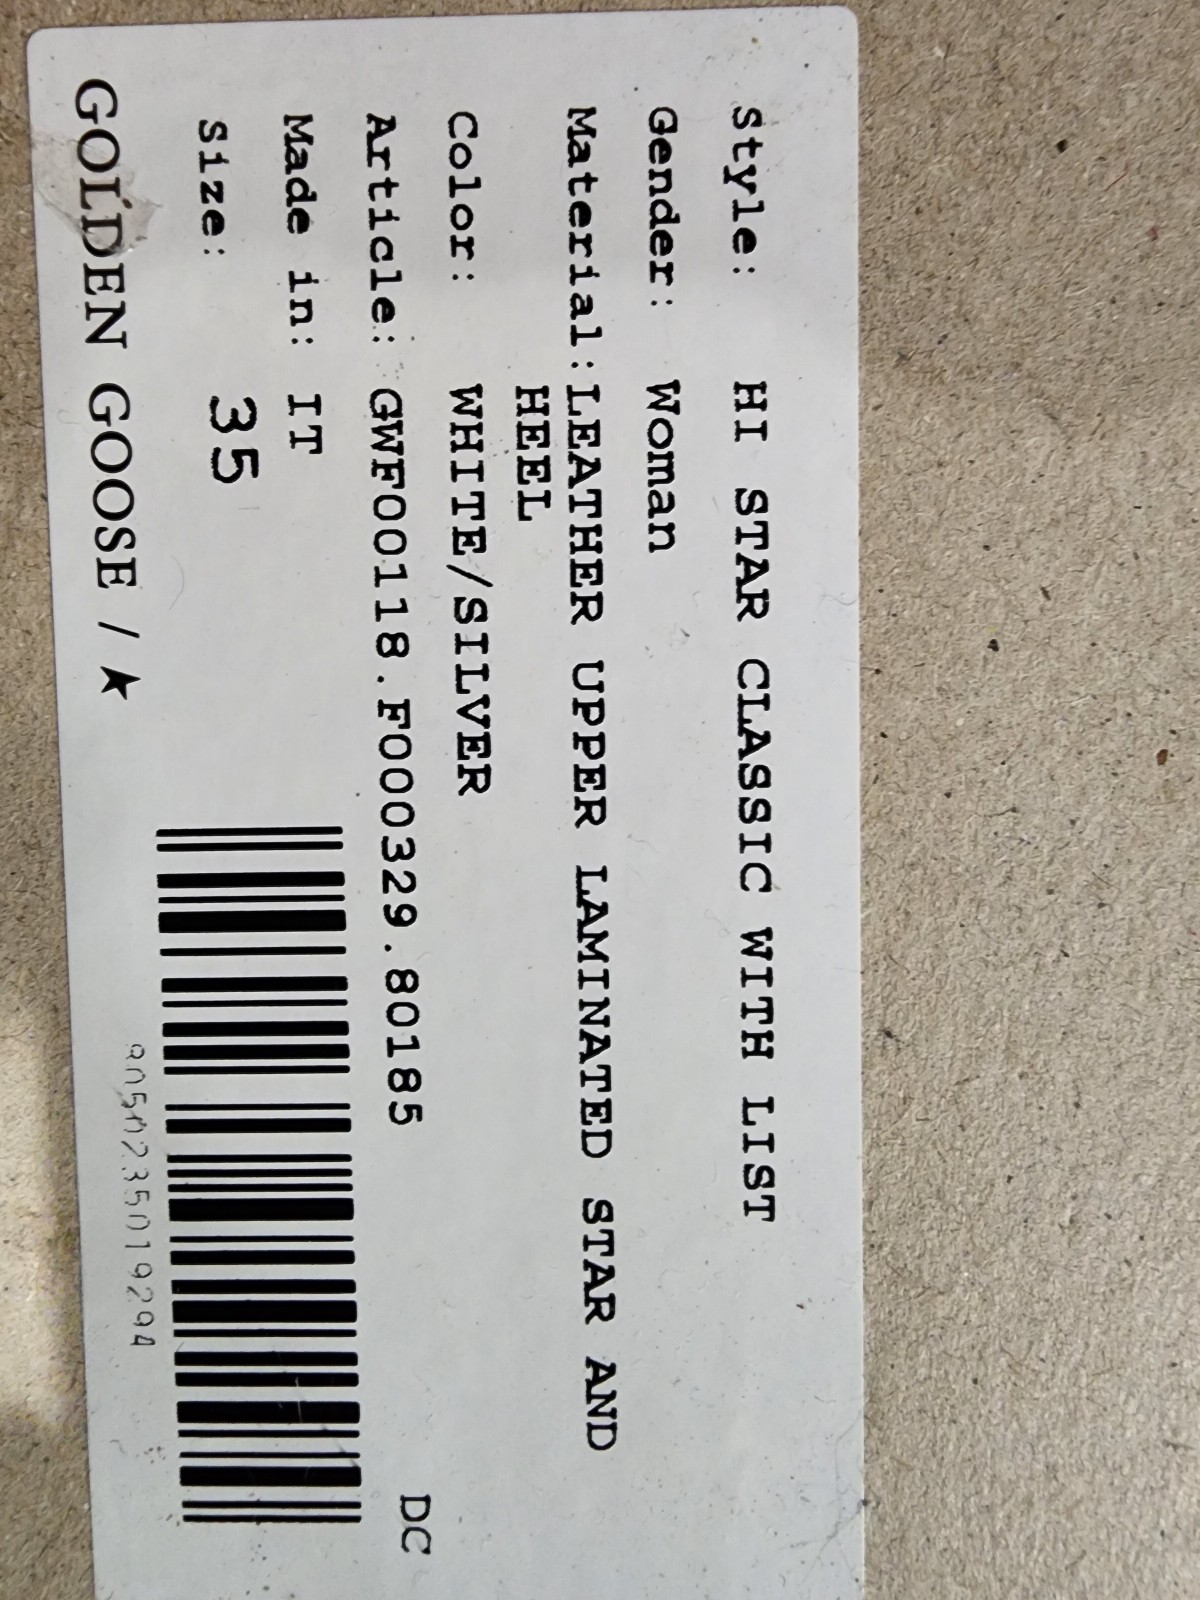 Style: HI STAR CLASSIC WITH LIST
Gender: Woman
Material:LEATHER UPPER LAMINATED STAR AND
HEEL
Color: WHITE/SILVER
Article: GWF00118.F000329.80185
Made in: IT
Size: 35
DC
8050235019294
GOLDEN GOOSE / ★